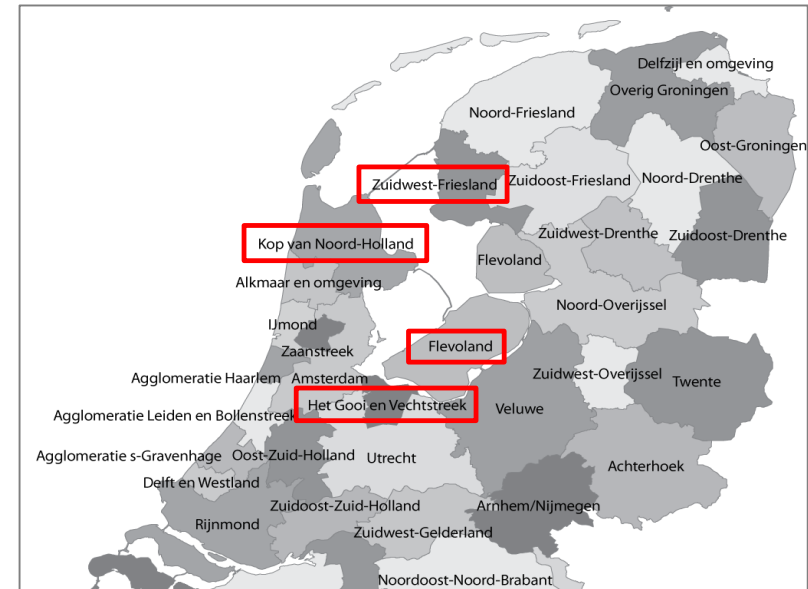 Delfzijl en omgeving
Overig Groningen
Noord-Friesland
Oost-Groningen
Zuidwest-Friesland
Zuidoost-Friesland
Noord-Drenthe
Kop van Noord-Holland
Zuidwest-Drenthe
Zuidoost-Drenthe
Flevoland
Alkmaar en omgeving
Noord-Overijssel
IJmond
Flevoland
Zaanstreek
Agglomeratie Haarlem
Amsterdam
Zuidwest-Overijssel
Twente
Het Gooi en Vechtstreek
Veluwe
Agglomeratie Leiden en Bollenstreek
Agglomeratie s-Gravenhage
Oost-Zuid-Holland
Utrecht
Achterhoek
Delft en Westland
Zuidoost-Zuid-Holland
Arnhem/Nijmegen
Rijnmond
Zuidwest-Gelderland
Noordoost-Noord-Brabant